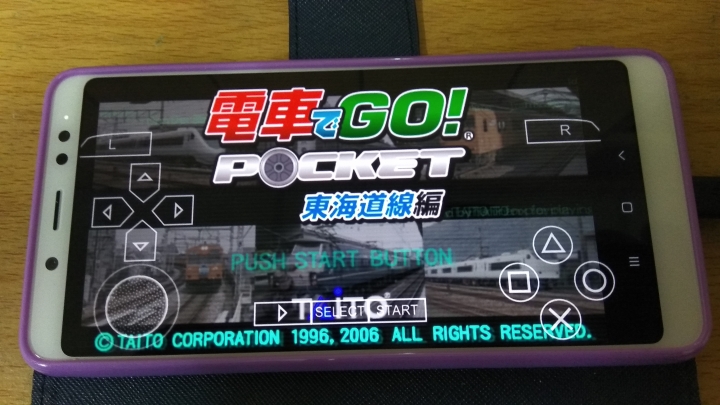 電車でGO!
®
POCKET
東海道線編
L
R
PUSH START BUTTON
TAITO
SELECT START
© TAITO CORPORATION 1996, 2006 ALL RIGHTS RESERVED.